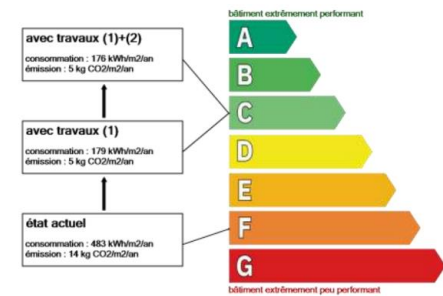 bâtiment extrêmement performant
avec travaux (1)+(2)
consommation : 176 kWh/m2/an
émission : 5 kg CO2/m2/an
avec travaux (1)
consommation : 179 kWh/m2/an
émission : 5 kg CO2/m2/an
état actuel
consommation : 483 kWh/m2/an
émission : 14 kg CO2/m2/an
A
B
C
D
E
F
G
bâtiment extrêmement peu performant